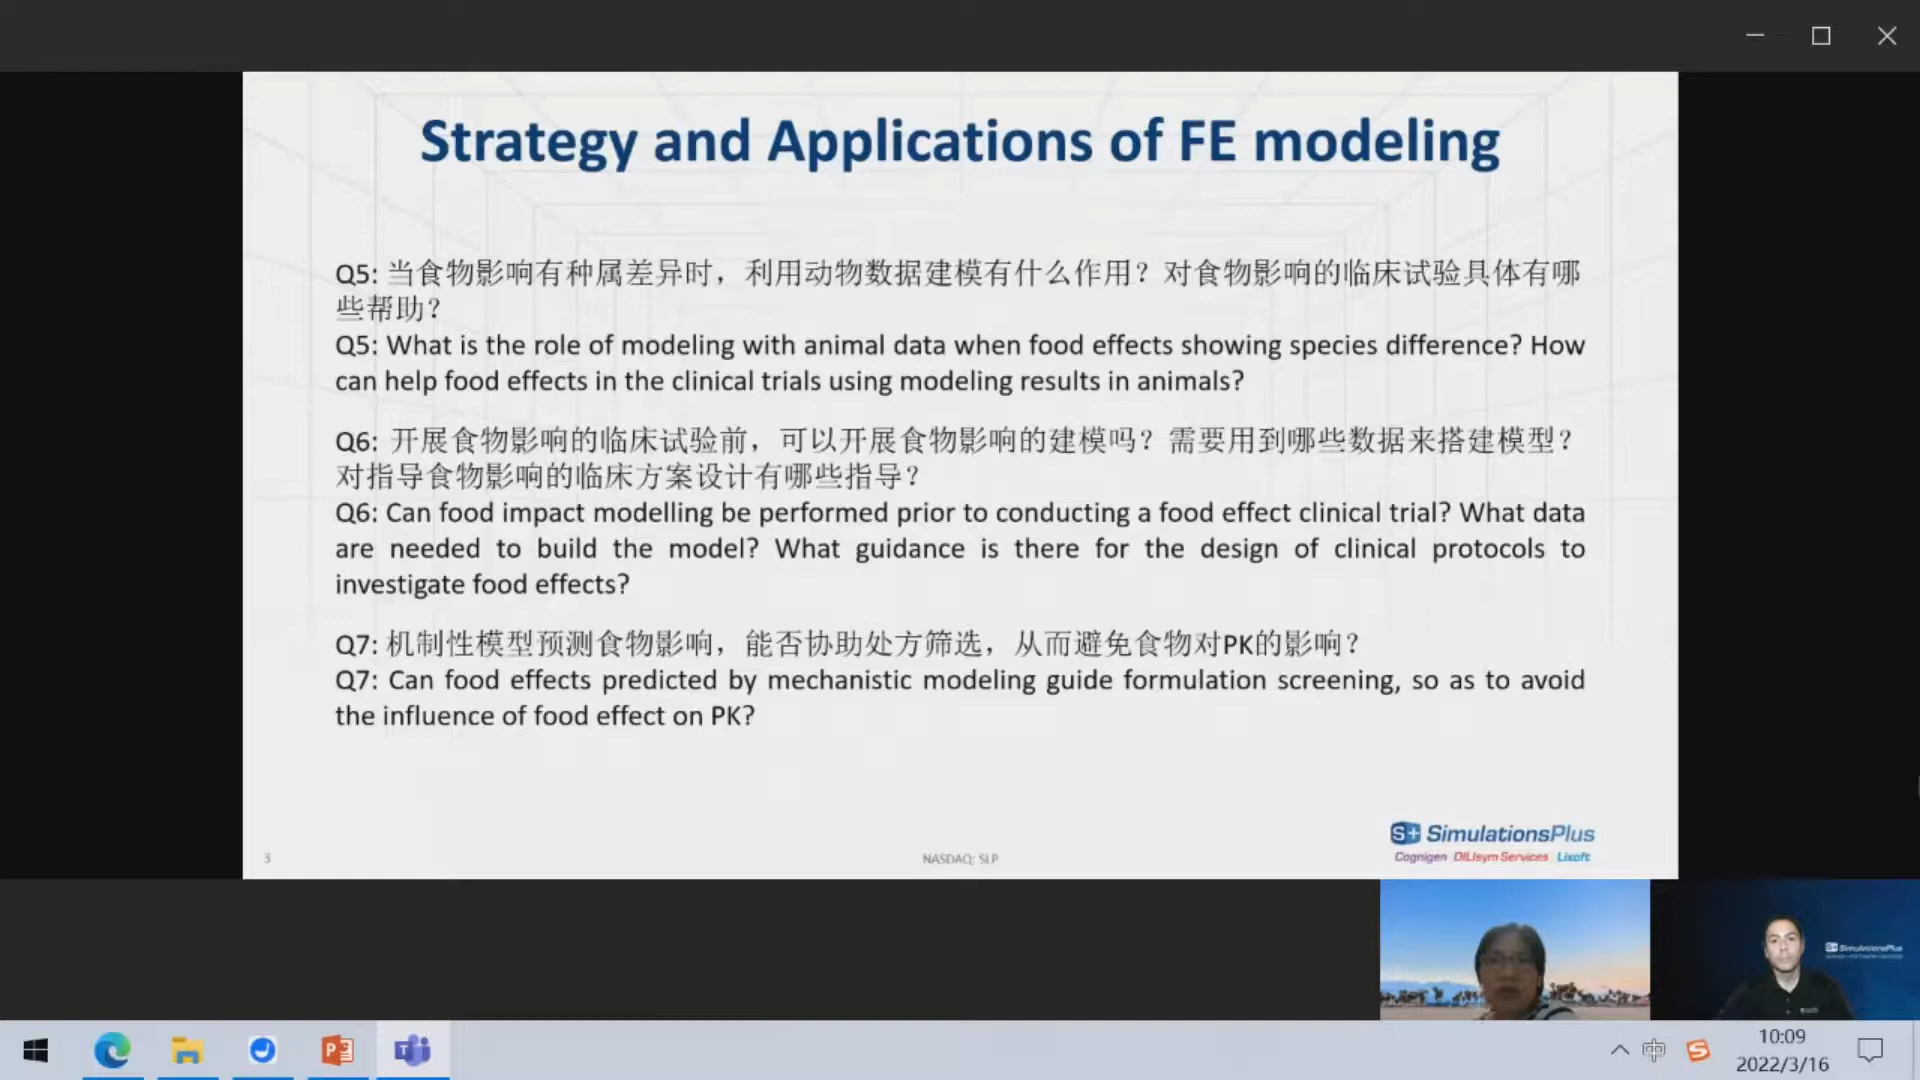 Strategy and Applications of FE modeling
Q5: 当食物影响有种属差异时，利用动物数据建模有什么作用？对食物影响的临床试验具体有哪
些帮助？
Q5: What is the role of modeling with animal data when food effects showing species difference? How
can help food effects in the clinical trials using modeling results in animals?
Q6: 开展食物影响的临床试验前，可以开展食物影响的建模吗？需要用到哪些数据来搭建模型？
对指导食物影响的临床方案设计有哪些指导？
Q6: Can food impact modelling be performed prior to conducting a food effect clinical trial? What data
are needed to build the model? What guidance is there for the design of clinical protocols to
investigate food effects?
Q7: 机制性模型预测食物影响，能否协助处方筛选，从而避免食物对PK的影响？
Q7: Can food effects predicted by mechanistic modeling guide formulation screening, so as to avoid
the influence of food effect on PK?
S+ SimulationsPlus
Cognigen DILIsym Services Lixoft
3
NASDAQ: SLP
S+ SimulationsPlus
中
10:09
2022/3/16